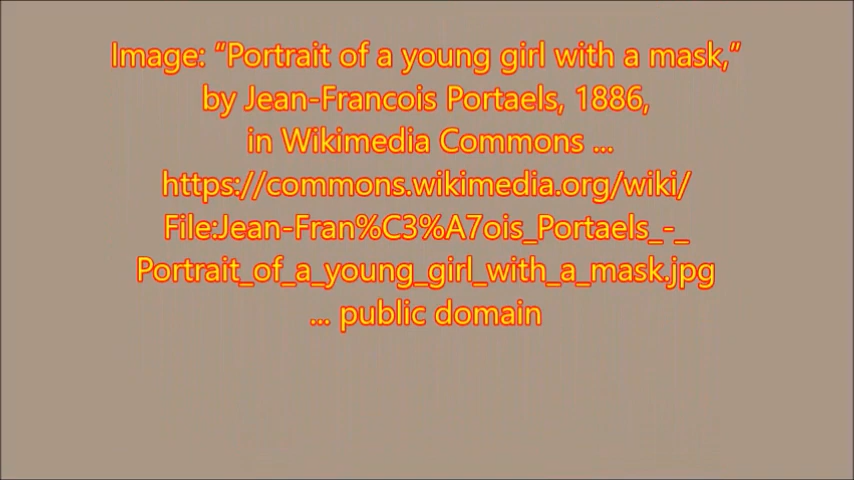 Image: “Portrait of a young girl with a mask,”
by Jean-Francois Portaels, 1886,
in Wikimedia Commons ...
https://commons.wikimedia.org/wiki/
File:Jean-Fran%C3%A7ois_Portaels_-_
Portrait_of_a_young_girl_with_a_mask.jpg
... public domain